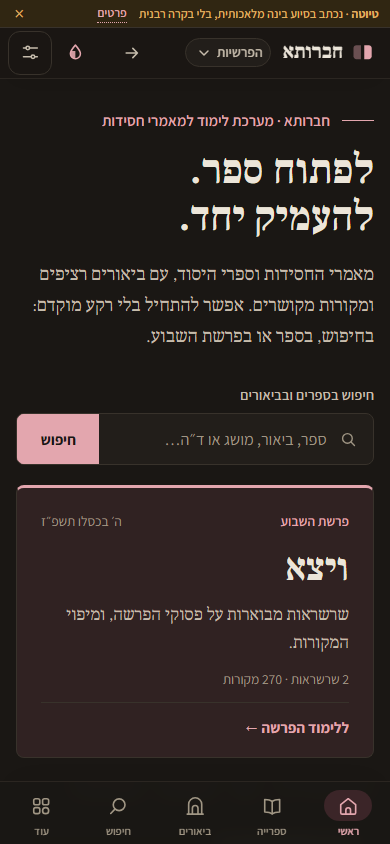 טיוטה · נכתב בסיוע בינה מלאכותית, בלי בקרה רבנית פרטים ×
חברותא הפרשיות
חברותא · מערכת לימוד למאמרי חסידות
לפתוח ספר.
להעמיק יחד.
מאמרי החסידות וספרי היסוד, עם ביאורים רציפים
ומקורות מקושרים. אפשר להתחיל בלי רקע מוקדם:
בחיפוש, בספר או בפרשת השבוע.
חיפוש בספרים ובביאורים
ספר, ביאור, מושג או ד״ה... חיפוש
פרשת השבוע ה׳ בכסלו תשפ״ז
ויצא
שרשראות מבוארות על פסוקי הפרשה, ומיפוי
המקורות.
2 שרשראות · 270 מקורות
ללימוד הפרשה ←
ראשי ספרייה ביאורים חיפוש עוד